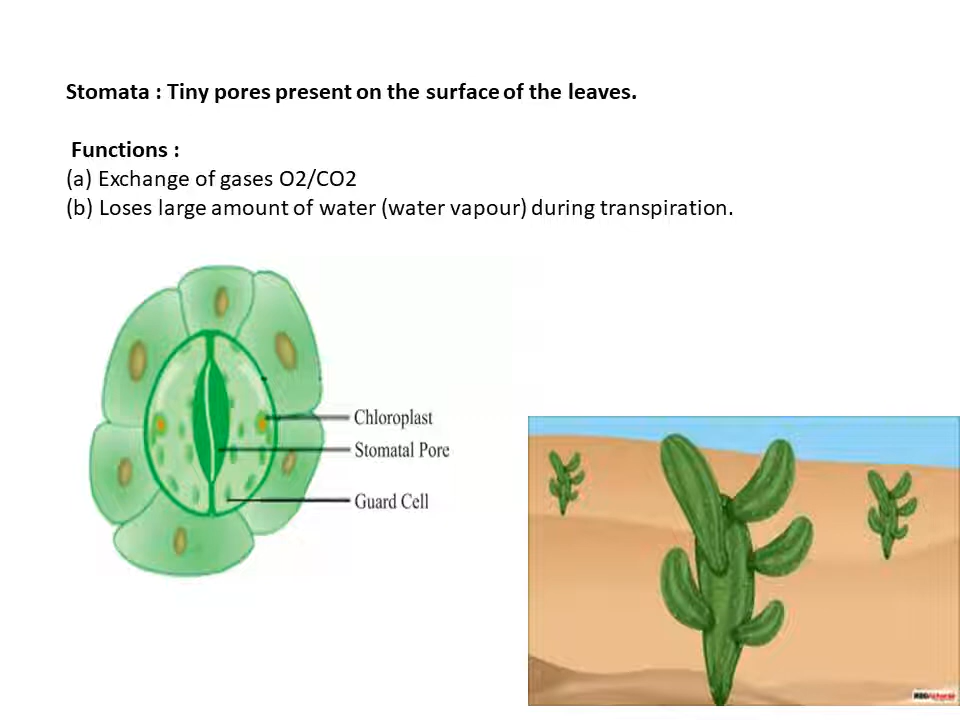 Stomata : Tiny pores present on the surface of the leaves.
Functions :
(a) Exchange of gases O2/CO2
(b) Loses large amount of water (water vapour) during transpiration.
Chloroplast
Stomatal Pore
Guard Cell